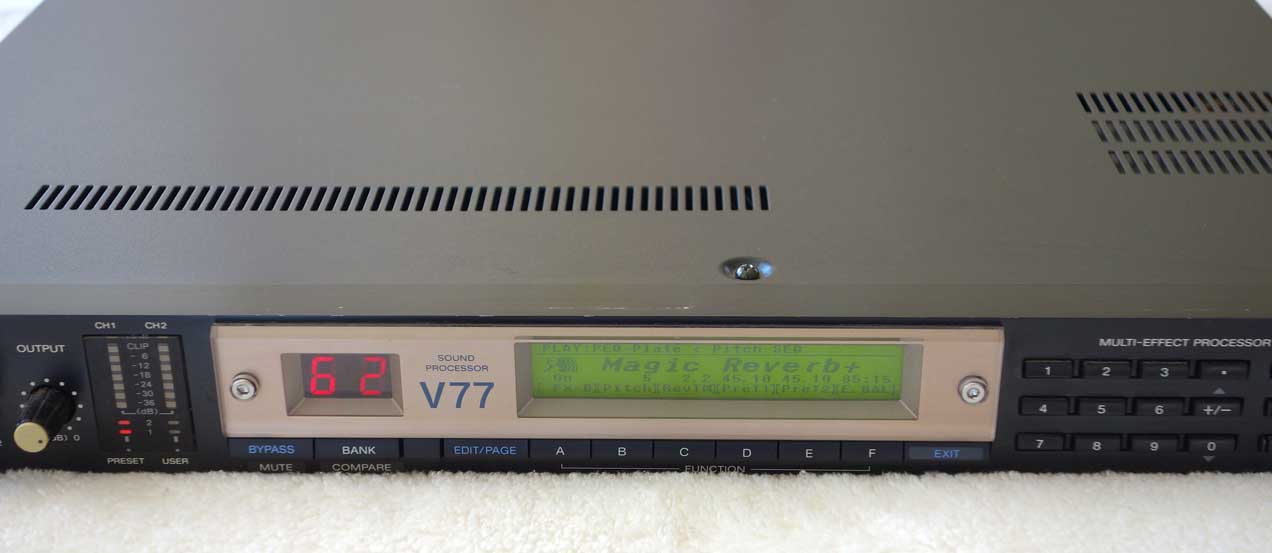 OUTPUT
0
CH1 CH2
CLIP
-6
-12
-18
-24
-30
-36
(dB)
2
1
PRESET USER
62
SOUND
PROCESSOR
V77
PLAY
Magic Reverb+
BYPASS BANK EDIT/PAGE A B C D E F EXIT
MUTE COMPARE FUNCTION
MULTI-EFFECT PROCESSOR
1 2 3 •
4 5 6 +/−
7 8 9 0